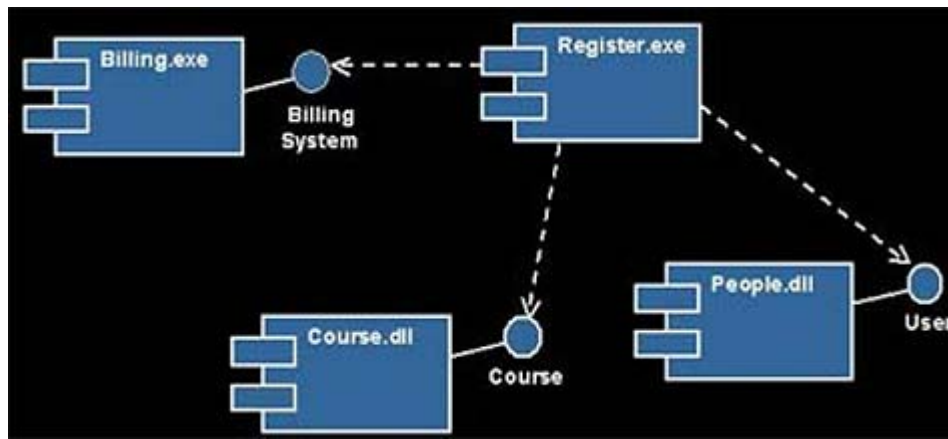 Billing.exe
Register.exe
Billing
System
People.dll
User
Course.dll
Course